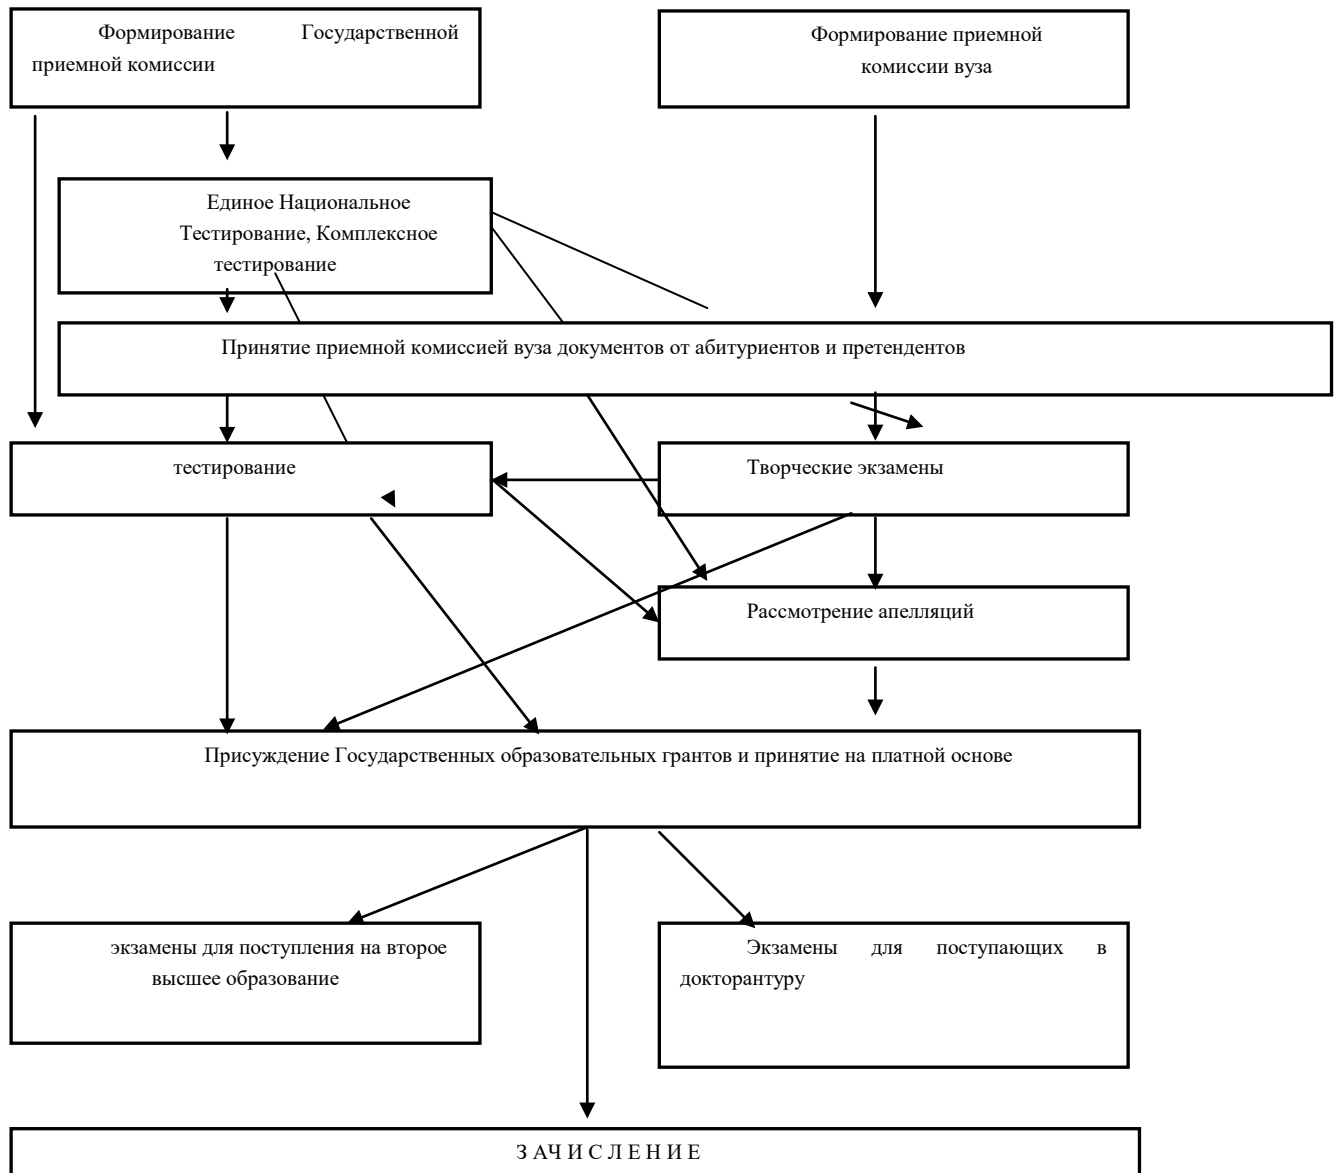 Формирование Государственной
приемной комиссии
Формирование приемной
комиссии вуза
Единое Национальное
Тестирование, Комплексное
тестирование
Принятие приемной комиссией вуза документов от абитуриентов и претендентов
тестирование
Творческие экзамены
Рассмотрение апелляций
Присуждение Государственных образовательных грантов и принятие на платной основе
экзамены для поступления на второе
высшее образование
Экзамены для поступающих в
докторантуру
З А Ч И С Л Е Н И Е